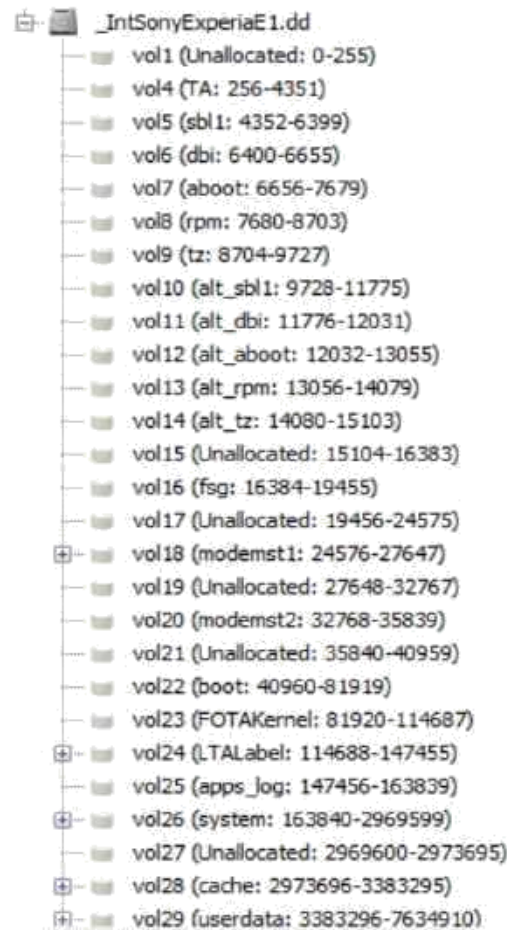 _IntSonyExperiaE1.dd
vol1 (Unallocated: 0-255)
vol4 (TA: 256-4351)
vol5 (sbl1: 4352-6399)
vol6 (dbi: 6400-6655)
vol7 (aboot: 6656-7679)
vol8 (rpm: 7680-8703)
vol9 (tz: 8704-9727)
vol10 (alt_sbl1: 9728-11775)
vol11 (alt_dbi: 11776-12031)
vol12 (alt_aboot: 12032-13055)
vol13 (alt_rpm: 13056-14079)
vol14 (alt_tz: 14080-15103)
vol15 (Unallocated: 15104-16383)
vol16 (fsg: 16384-19455)
vol17 (Unallocated: 19456-24575)
vol18 (modemst1: 24576-27647)
vol19 (Unallocated: 27648-32767)
vol20 (modemst2: 32768-35839)
vol21 (Unallocated: 35840-40959)
vol22 (boot: 40960-81919)
vol23 (FOTAKernel: 81920-114687)
vol24 (LTALabel: 114688-147455)
vol25 (apps_log: 147456-163839)
vol26 (system: 163840-2969599)
vol27 (Unallocated: 2969600-2973695)
vol28 (cache: 2973696-3383295)
vol29 (userdata: 3383296-7634910)